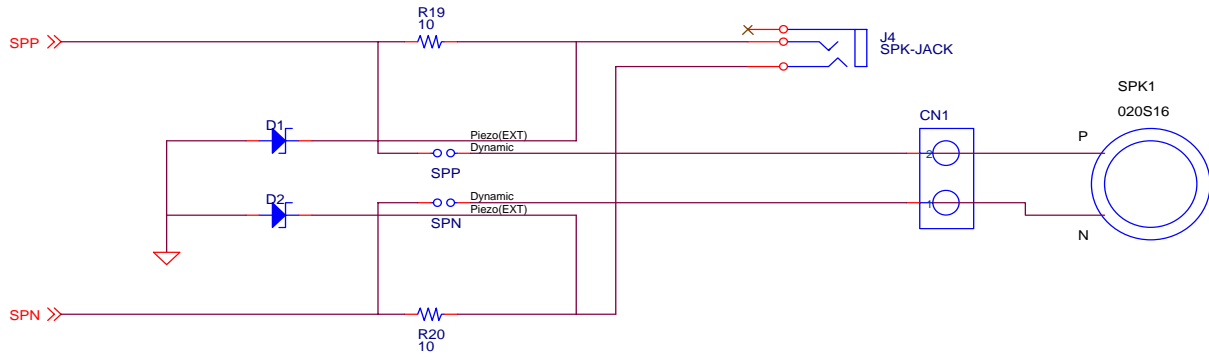 R19
10
SPP
J4
SPK-JACK
SPK1
020S16
CN1
D1
Piezo(EXT)
Dynamic
2
P
SPP
D2
Dynamic
Piezo(EXT)
1
SPN
N
SPN
R20
10